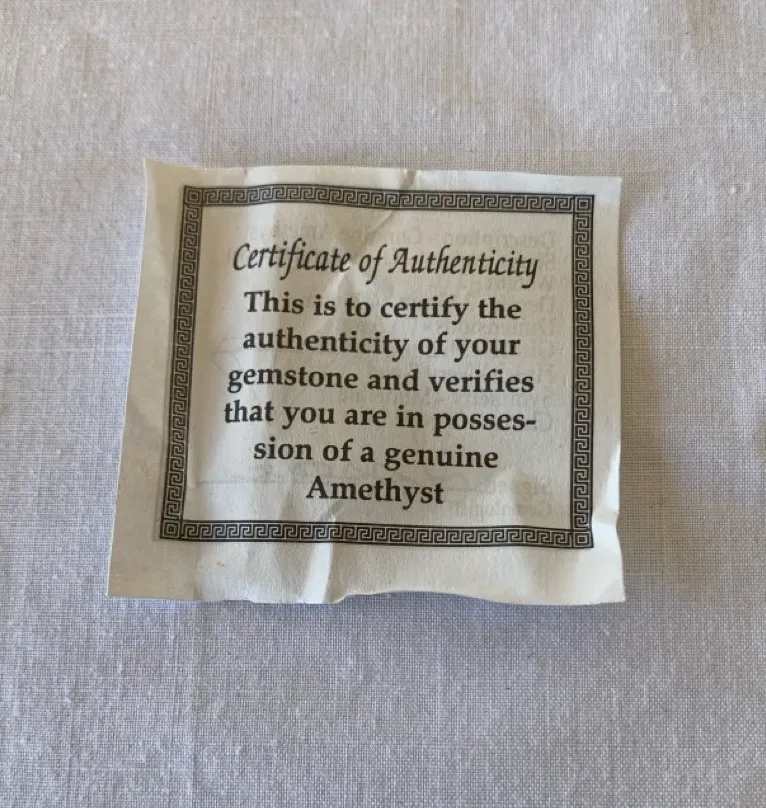 Certificate of Authenticity
This is to certify the
authenticity of your
gemstone and verifies
that you are in posses-
sion of a genuine
Amethyst